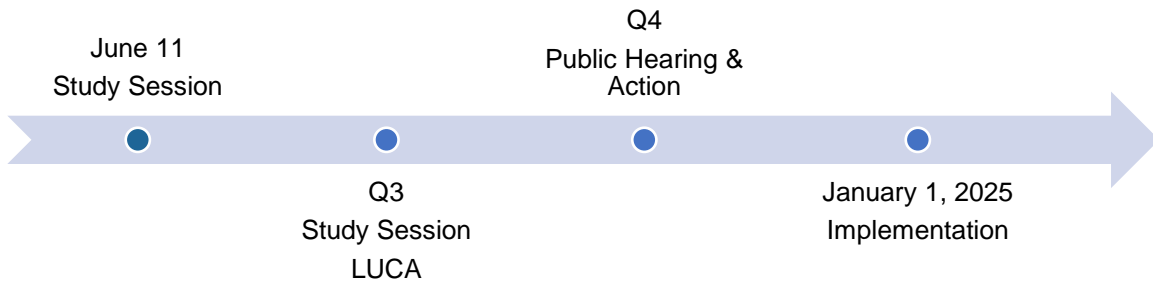 June 11
Study Session
Q3
Study Session
LUCA
Q4
Public Hearing &
Action
January 1, 2025
Implementation